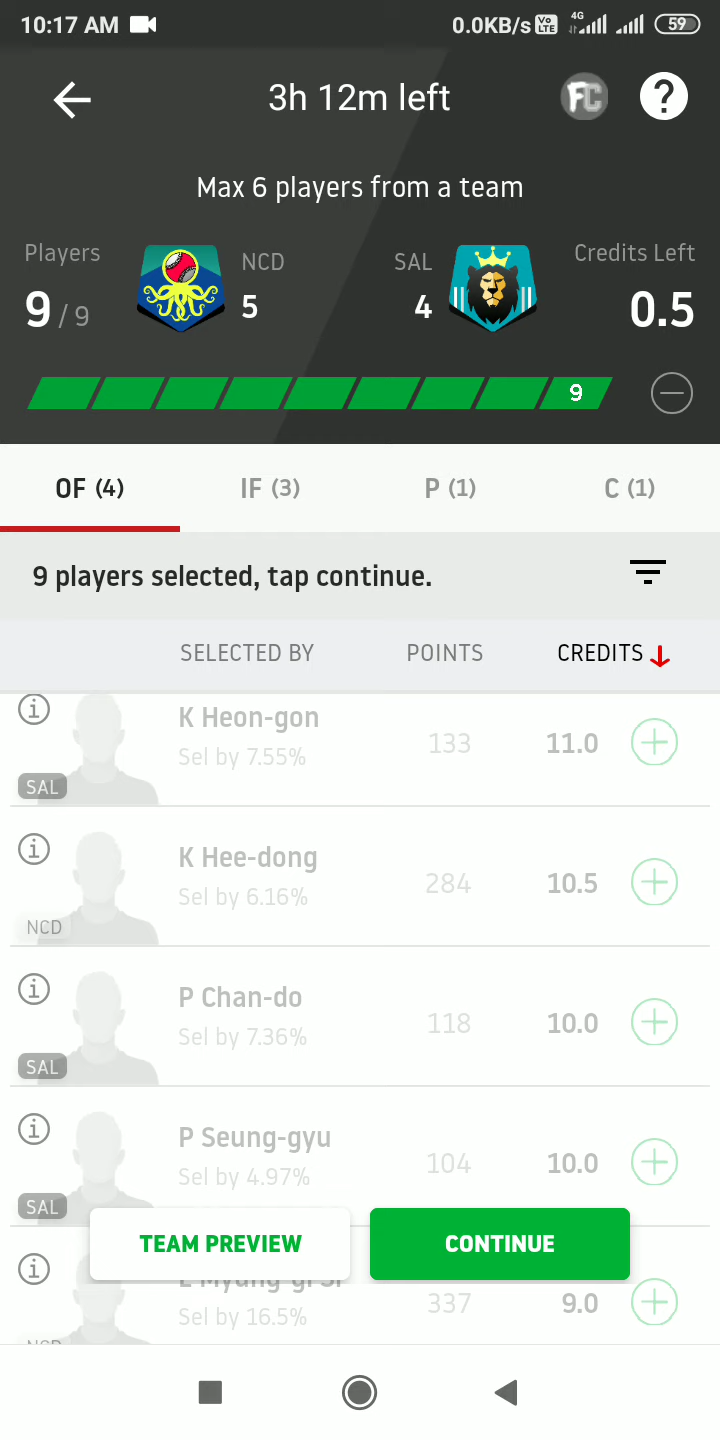 10:17 AM 0.0KB/s Vo LTE 4G 59
3h 12m left FC ?
Max 6 players from a team
Players NCD SAL Credits Left
9 / 9 5 4 0.5
9
OF (4) IF (3) P (1) C (1)
9 players selected, tap continue.
SELECTED BY POINTS CREDITS
K Heon-gon
Sel by 7.55% 133 11.0
SAL
K Hee-dong
Sel by 6.16% 284 10.5
NCD
P Chan-do
Sel by 7.36% 118 10.0
SAL
P Seung-gyu
Sel by 4.97% 104 10.0
SAL
TEAM PREVIEW CONTINUE
Sel by 16.5% 337 9.0
NCD